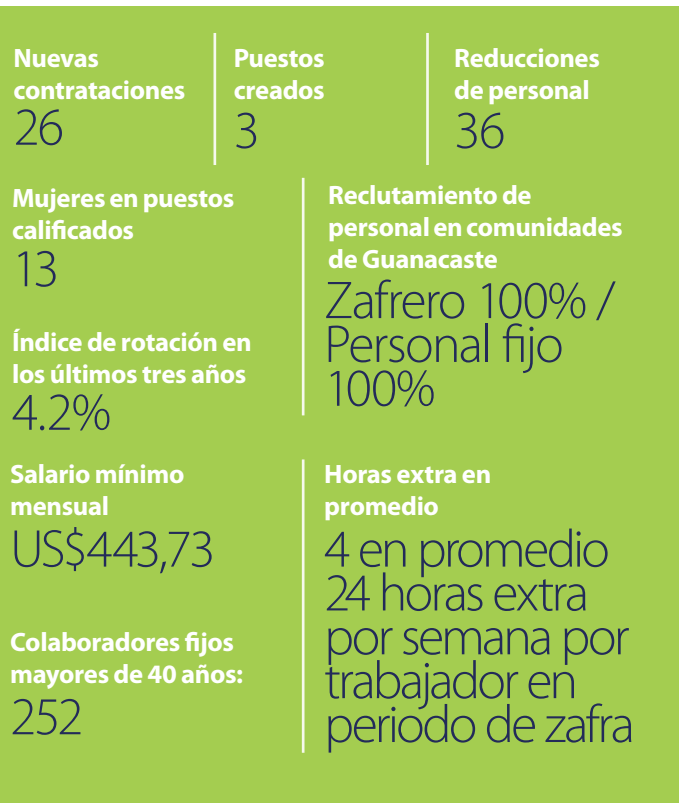 Nuevas
contrataciones
26
Puestos
creados
3
Reducciones
de personal
36
Mujeres en puestos
calificados
13
Índice de rotación en
los últimos tres años
4.2%
Reclutamiento de
personal en comunidades
de Guanacaste
Zafrero 100% /
Personal fijo
100%
Salario mínimo
mensual
US$443,73
Colaboradores fijos
mayores de 40 años:
252
Horas extra en
promedio
4 en promedio
24 horas extra
por semana por
trabajador en
periodo de zafra